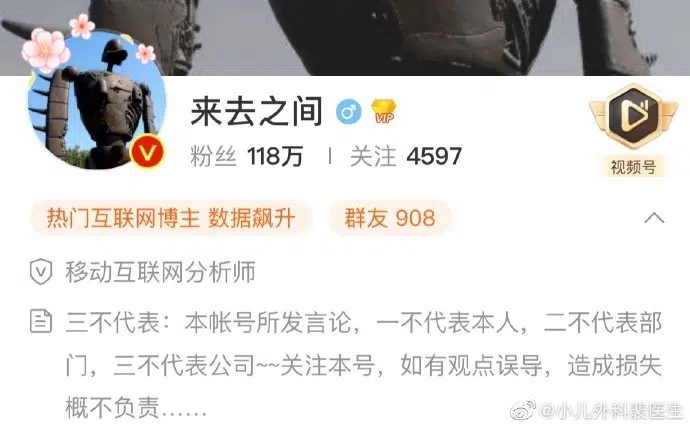 来去之间
VIP
粉丝 118万 | 关注 4597
视频号
热门互联网博主 数据飙升 群友 908
移动互联网分析师
三不代表：本帐号所发言论，一不代表本人，二不代表部
门，三不代表公司~~关注本号，如有观点误导，造成损失
概不负责……
@小儿外科裴医生